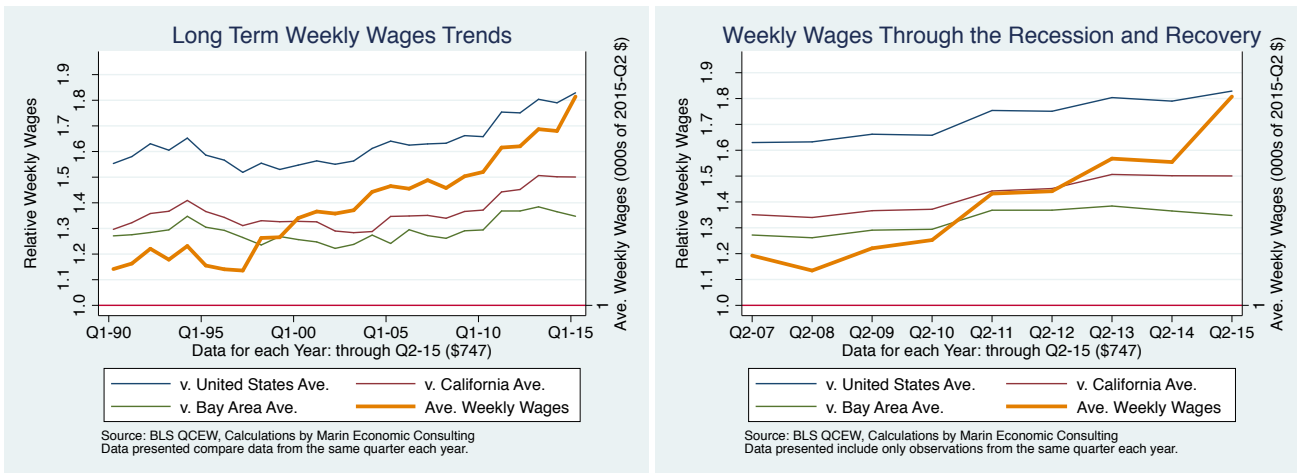 Long Term Weekly Wages Trends
Relative Weekly Wages
1.0 1.1 1.2 1.3 1.4 1.5 1.6 1.7 1.8 1.9
1
Ave. Weekly Wages (000s of 2015-Q2 $)
Q1-90 Q1-95 Q1-00 Q1-05 Q1-10 Q1-15
Data for each Year: through Q2-15 ($747)
v. United States Ave. v. California Ave.
v. Bay Area Ave. Ave. Weekly Wages
Source: BLS QCEW, Calculations by Marin Economic Consulting
Data presented compare data from the same quarter each year.
Weekly Wages Through the Recession and Recovery
Relative Weekly Wages
1.0 1.1 1.2 1.3 1.4 1.5 1.6 1.7 1.8 1.9
1
Ave. Weekly Wages (000s of 2015-Q2 $)
Q2-07 Q2-08 Q2-09 Q2-10 Q2-11 Q2-12 Q2-13 Q2-14 Q2-15
Data for each Year: through Q2-15 ($747)
v. United States Ave. v. California Ave.
v. Bay Area Ave. Ave. Weekly Wages
Source: BLS QCEW, Calculations by Marin Economic Consulting
Data presented include only observations from the same quarter each year.